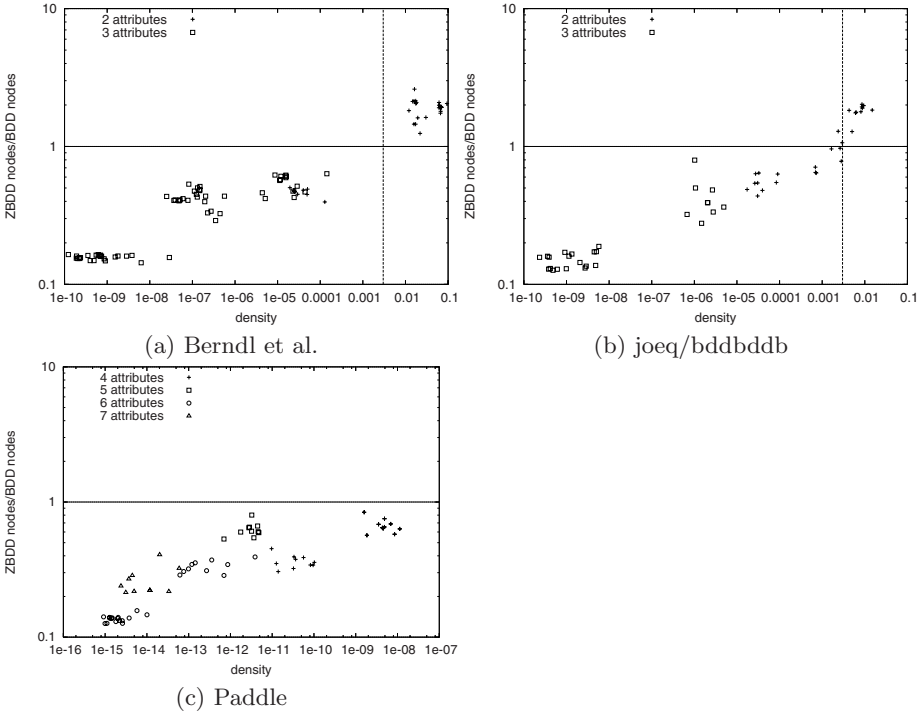 10
1
0.1
ZBDD nodes/BDD nodes
2 attributes
3 attributes
1e-10 1e-09 1e-08 1e-07 1e-06 1e-05 0.0001 0.01 0.1
density
(a) Berndl et al.
10
1
0.1
ZBDD nodes/BDD nodes
2 attributes
3 attributes
1e-10 1e-09 1e-08 1e-07 1e-06 1e-05 0.0001 0.001 0.01 0.1
density
(b) joeq/bddbddb
10
1
0.1
ZBDD nodes/BDD nodes
4 attributes
5 attributes
6 attributes
7 attributes
1e-16 1e-15 1e-14 1e-13 1e-12 1e-11 1e-10 1e-09 1e-08 1e-07
density
(c) Paddle